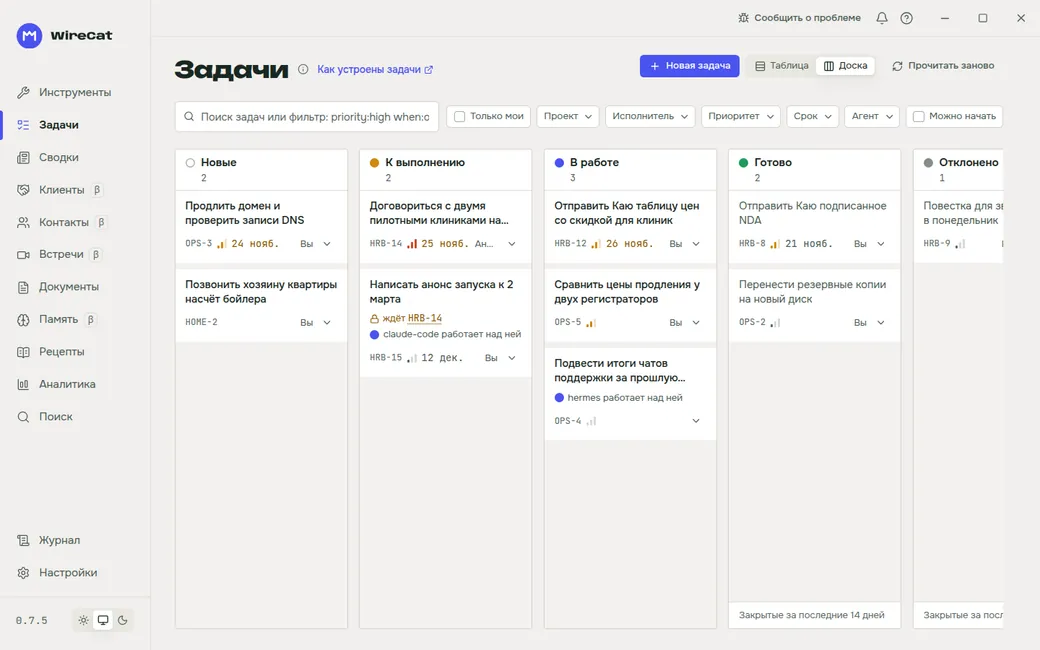 Сообщить о проблеме
wirecat
Инструменты
Задачи
Сводки
Клиенты β
Контакты β
Встречи β
Документы
Память β
Рецепты
Аналитика
Поиск
Журнал
Настройки
0.7.5
Задачи
Как устроены задачи
Новая задача
Таблица
Доска
Прочитать заново
Поиск задач или фильтр: priority:high when:o
Только мои
Проект
Исполнитель
Приоритет
Срок
Агент
Можно начать
Новые
2
Продлить домен и
проверить записи DNS
OPS-3 24 нояб. Вы
Позвонить хозяину квартиры
насчёт бойлера
HOME-2 Вы
К выполнению
2
Договориться с двумя
пилотными клиниками на...
HRB-14 25 нояб. Ан...
Написать анонс запуска к 2
марта
ждёт HRB-14
claude-code работает над ней
HRB-15 12 дек. Вы
В работе
3
Отправить Каю таблицу цен
со скидкой для клиник
HRB-12 26 нояб. Вы
Сравнить цены продления у
двух регистраторов
OPS-5 Вы
Подвести итоги чатов
поддержки за прошлую...
hermes работает над ней
OPS-4
Готово
2
Отправить Каю подписанное
NDA
HRB-8 21 нояб. Вы
Перенести резервные копии
на новый диск
OPS-2 Вы
Закрытые за последние 14 дней
Отклонено
1
Повестка для
в понедельник
HRB-9
Закрытые за